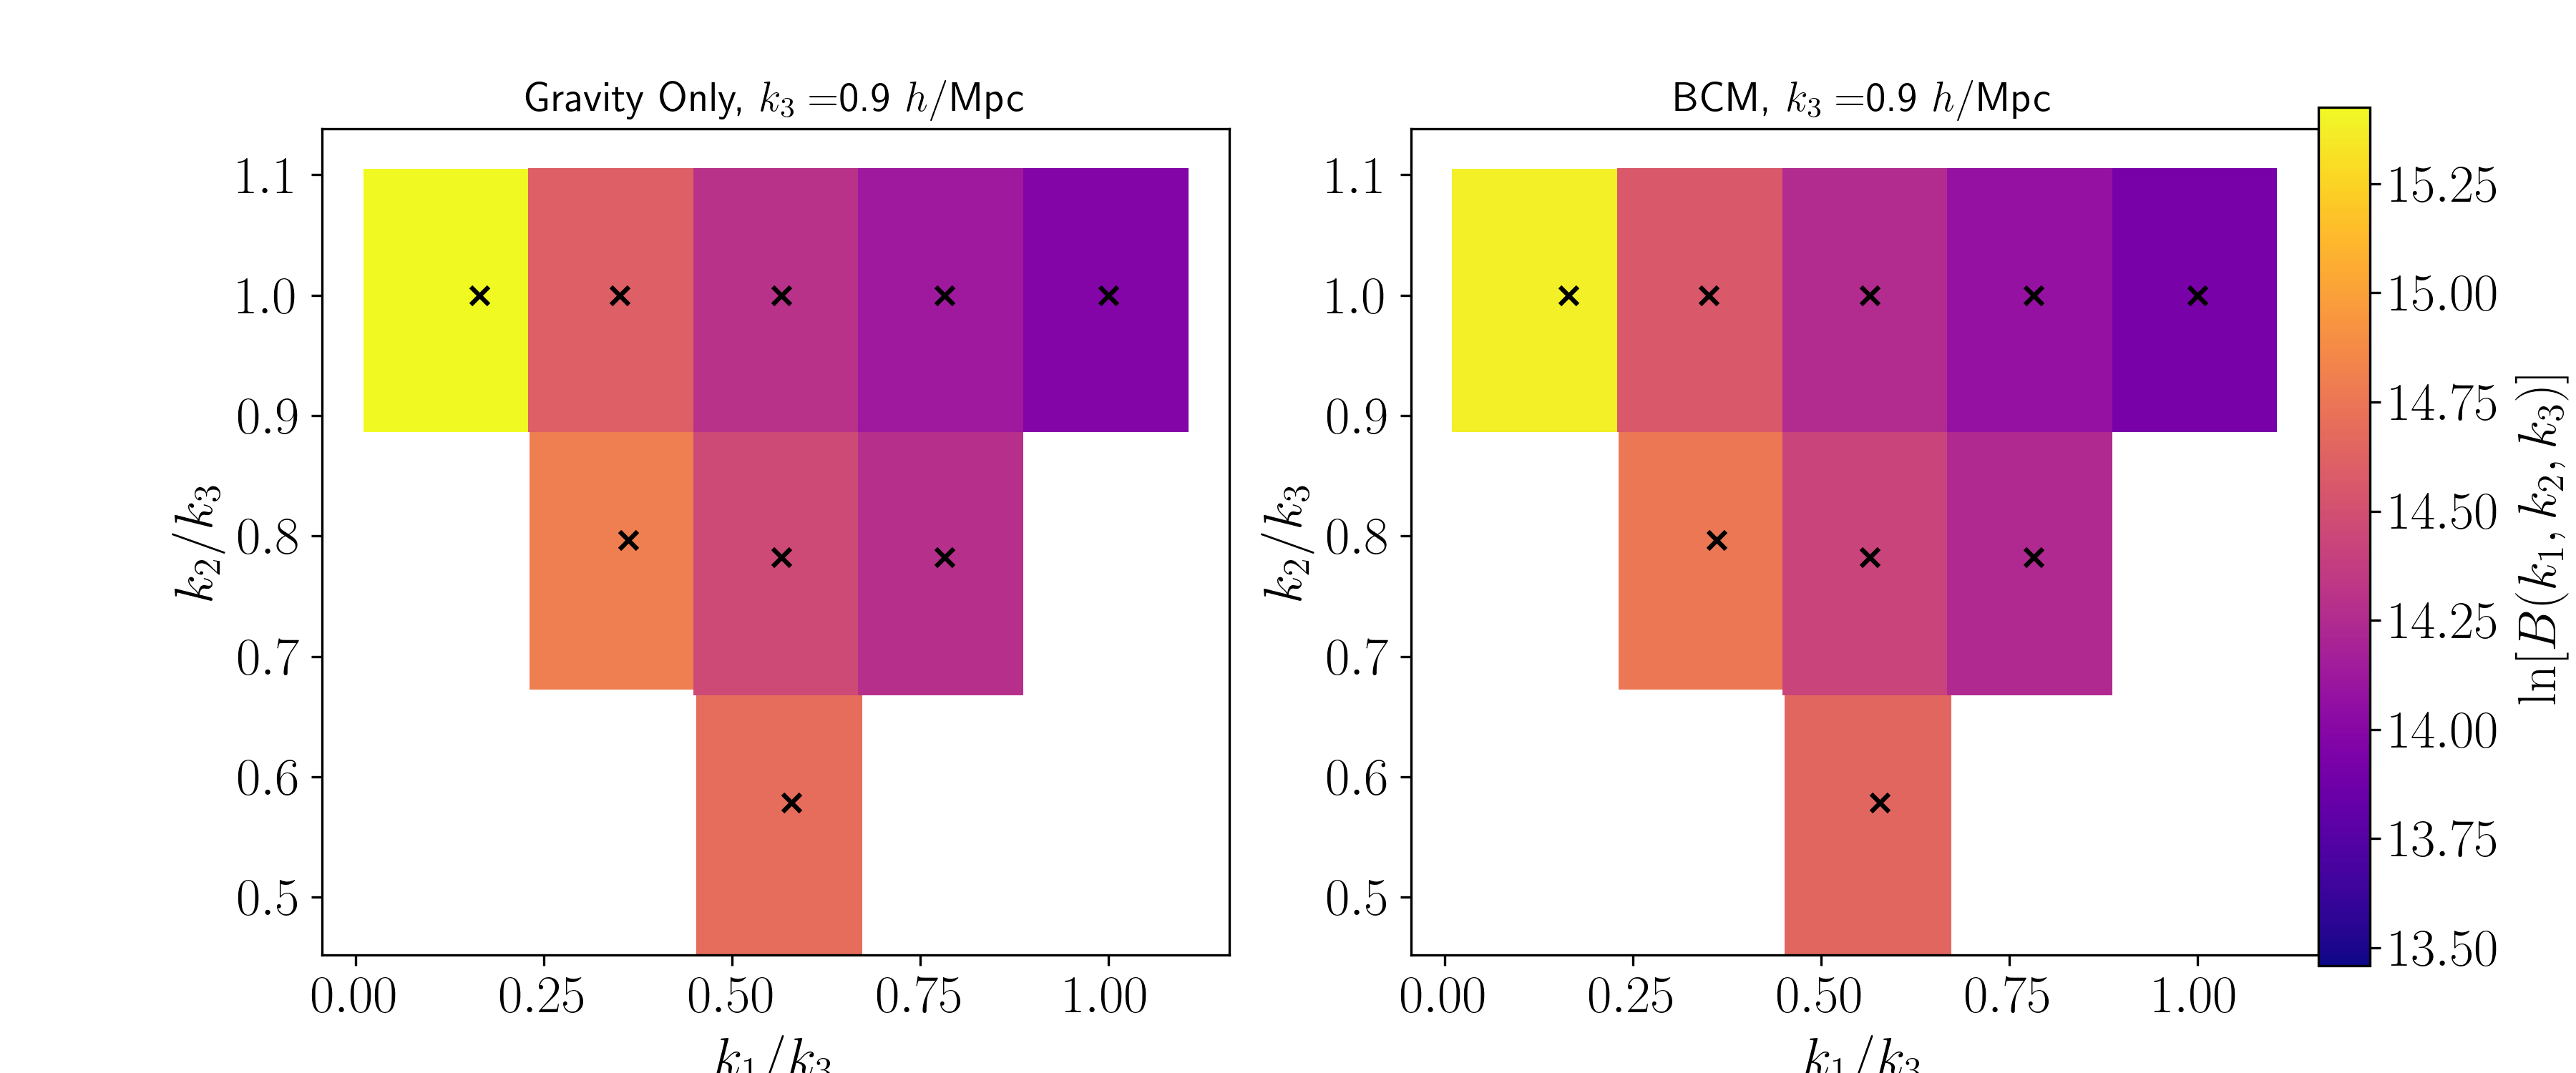 Gravity Only, k₃ =0.9 h/Mpc
1.1
1.0
0.9
0.8
0.7
0.6
0.5
k₂/k₃
0.00 0.25 0.50 0.75 1.00
k₁/k₃
BCM, k₃ =0.9 h/Mpc
1.1
1.0
0.9
0.8
0.7
0.6
0.5
k₂/k₃
0.00 0.25 0.50 0.75 1.00
k₁/k₃
15.25
15.00
14.75
14.50
14.25
14.00
13.75
13.50
ln[B(k₁, k₂, k₃)]